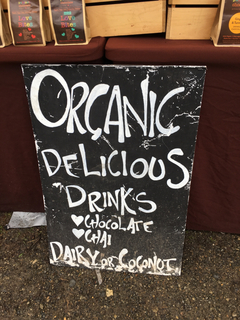 ORGANIC
DELICIOUS
DRINKS
♥CHOCOLATE
♥CHAI
DAIRY OR COCONUT